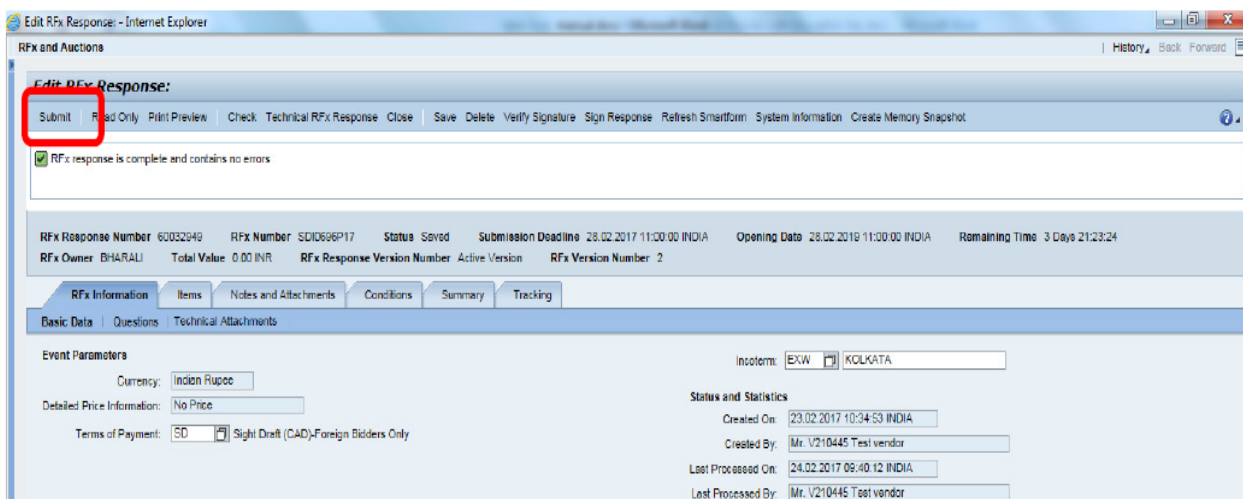 Edit RFx Response: - Internet Explorer
RFx and Auctions History Back Forward
Edit RFx Response:
Submit Read Only Print Preview Check Technical RFx Response Close Save Delete Verify Signature Sign Response Refresh Smartform System Information Create Memory Snapshot
RFx response is complete and contains no errors
RFx Response Number 60032949 RFx Number SDI0696P17 Status Saved Submission Deadline 28.02.2017 11:00:00 INDIA Opening Date 28.02.2019 11:00:00 INDIA Remaining Time 3 Days 21:23:24
RFx Owner BHARALI Total Value 0.00 INR RFx Response Version Number Active Version RFx Version Number 2
RFx Information Items Notes and Attachments Conditions Summary Tracking
Basic Data Questions Technical Attachments
Event Parameters
Currency: Indian Rupee
Detailed Price Information: No Price
Terms of Payment: SD Sight Draft (CAD)-Foreign Bidders Only
Incoterm: EXW KOLKATA
Status and Statistics
Created On: 23.02.2017 10:34:53 INDIA
Created By: Mr. V210445 Test vendor
Last Processed On: 24.02.2017 09:40:12 INDIA
Last Processed By: Mr. V210445 Test vendor